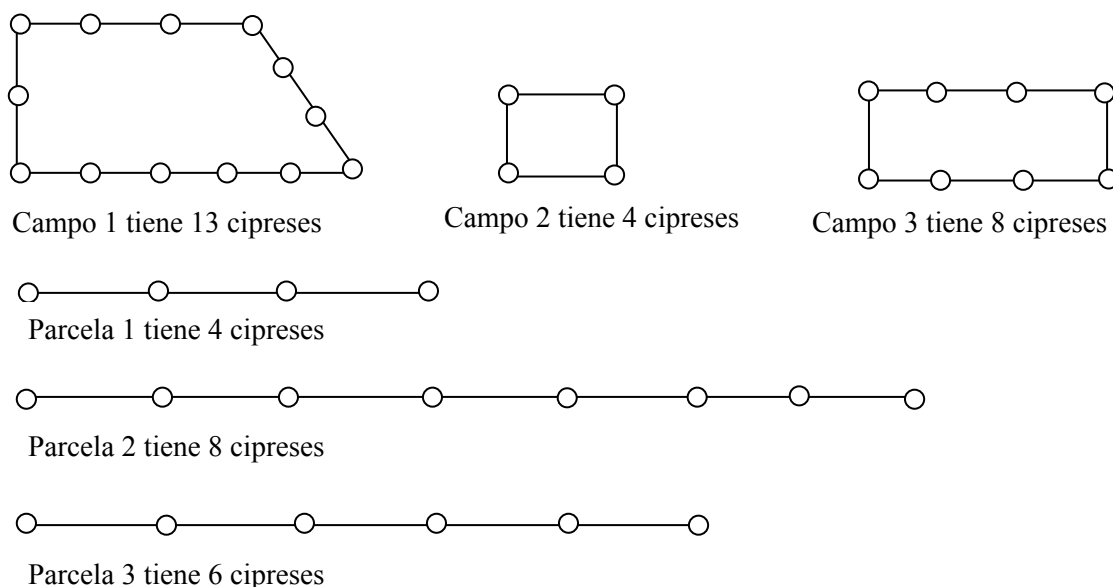 Campo 1 tiene 13 cipreses
Campo 2 tiene 4 cipreses
Campo 3 tiene 8 cipreses
Parcela 1 tiene 4 cipreses
Parcela 2 tiene 8 cipreses
Parcela 3 tiene 6 cipreses